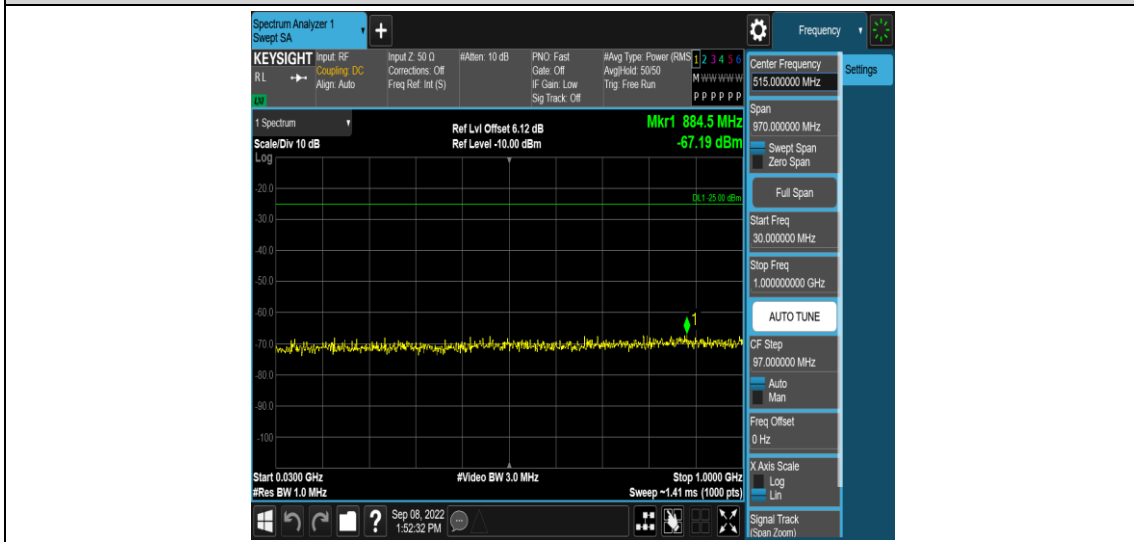 Spectrum Analyzer 1
Swept SA
+
Frequency
KEYSIGHT
RL
Input: RF
Coupling: DC
Align: Auto
Input Z: 50 Ω
Corrections: Off
Freq Ref: Int (S)
#Atten: 10 dB
PNO: Fast
Gate: Off
IF Gain: Low
Sig Track: Off
#Avg Type: Power (RMS
Avg|Hold: 50/50
Trig: Free Run
1 2 3 4 5 6
M W W W W W
P P P P P P
1 Spectrum
Scale/Div 10 dB
Log
Ref Lvl Offset 6.12 dB
Ref Level -10.00 dBm
Mkr1 884.5 MHz
-67.19 dBm
-20.0
DL1 -25.00 dBm
-30.0
-40.0
-50.0
-60.0
1
-70.0
-80.0
-90.0
-100
Start 0.0300 GHz
#Res BW 1.0 MHz
#Video BW 3.0 MHz
Stop 1.0000 GHz
Sweep ~1.41 ms (1000 pts)
Center Frequency
515.000000 MHz
Settings
Span
970.000000 MHz
Swept Span
Zero Span
Full Span
Start Freq
30.000000 MHz
Stop Freq
1.000000000 GHz
AUTO TUNE
CF Step
97.000000 MHz
Auto
Man
Freq Offset
0 Hz
X Axis Scale
Log
Lin
Signal Track
(Span Zoom)
?
Sep 08, 2022
1:52:32 PM